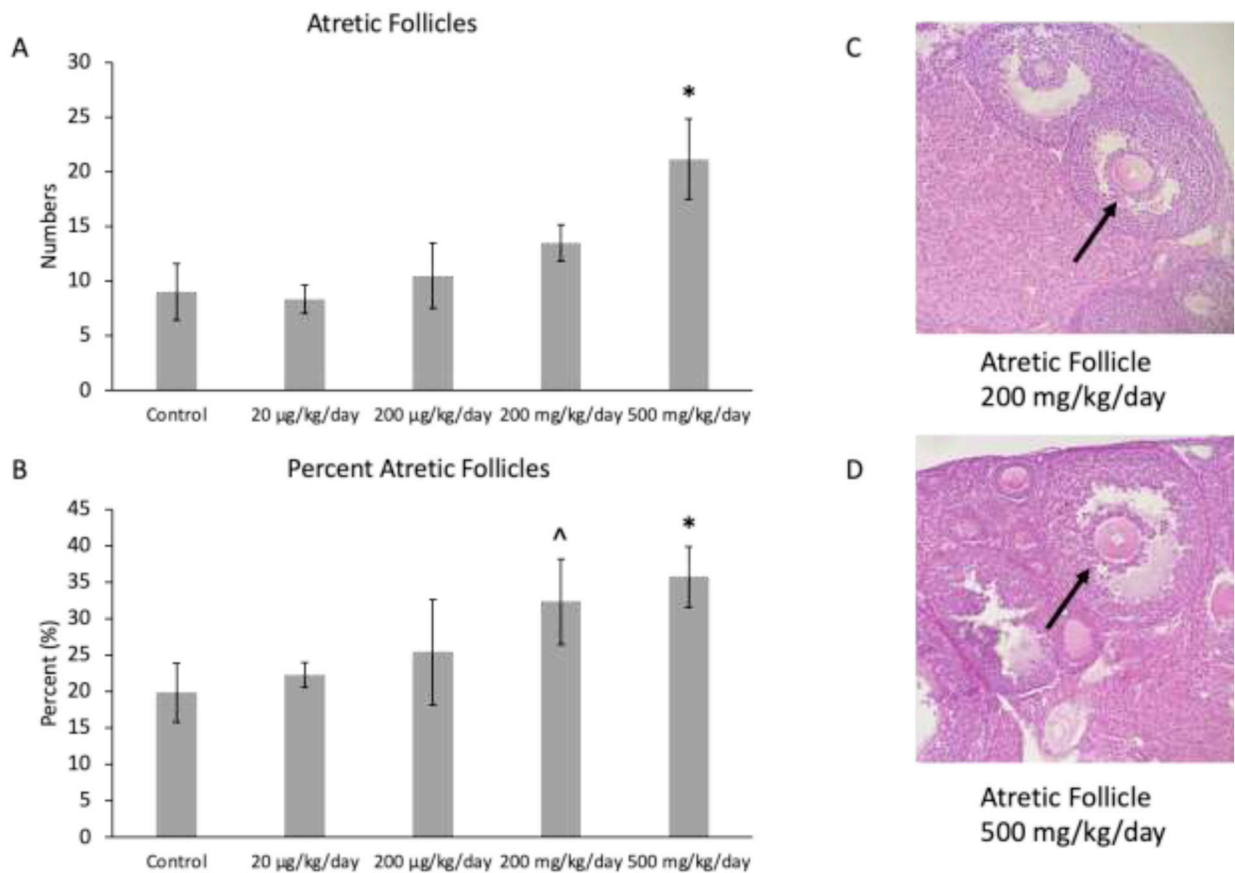 Atretic Follicles
A
30
25
20
15
10
5
0
Numbers
*
Control 20 µg/kg/day 200 µg/kg/day 200 mg/kg/day 500 mg/kg/day
B
Percent Atretic Follicles
45
40
35
30
25
20
15
10
5
0
Percent (%)
^
*
Control 20 µg/kg/day 200 µg/kg/day 200 mg/kg/day 500 mg/kg/day
C
Atretic Follicle
200 mg/kg/day
D
Atretic Follicle
500 mg/kg/day